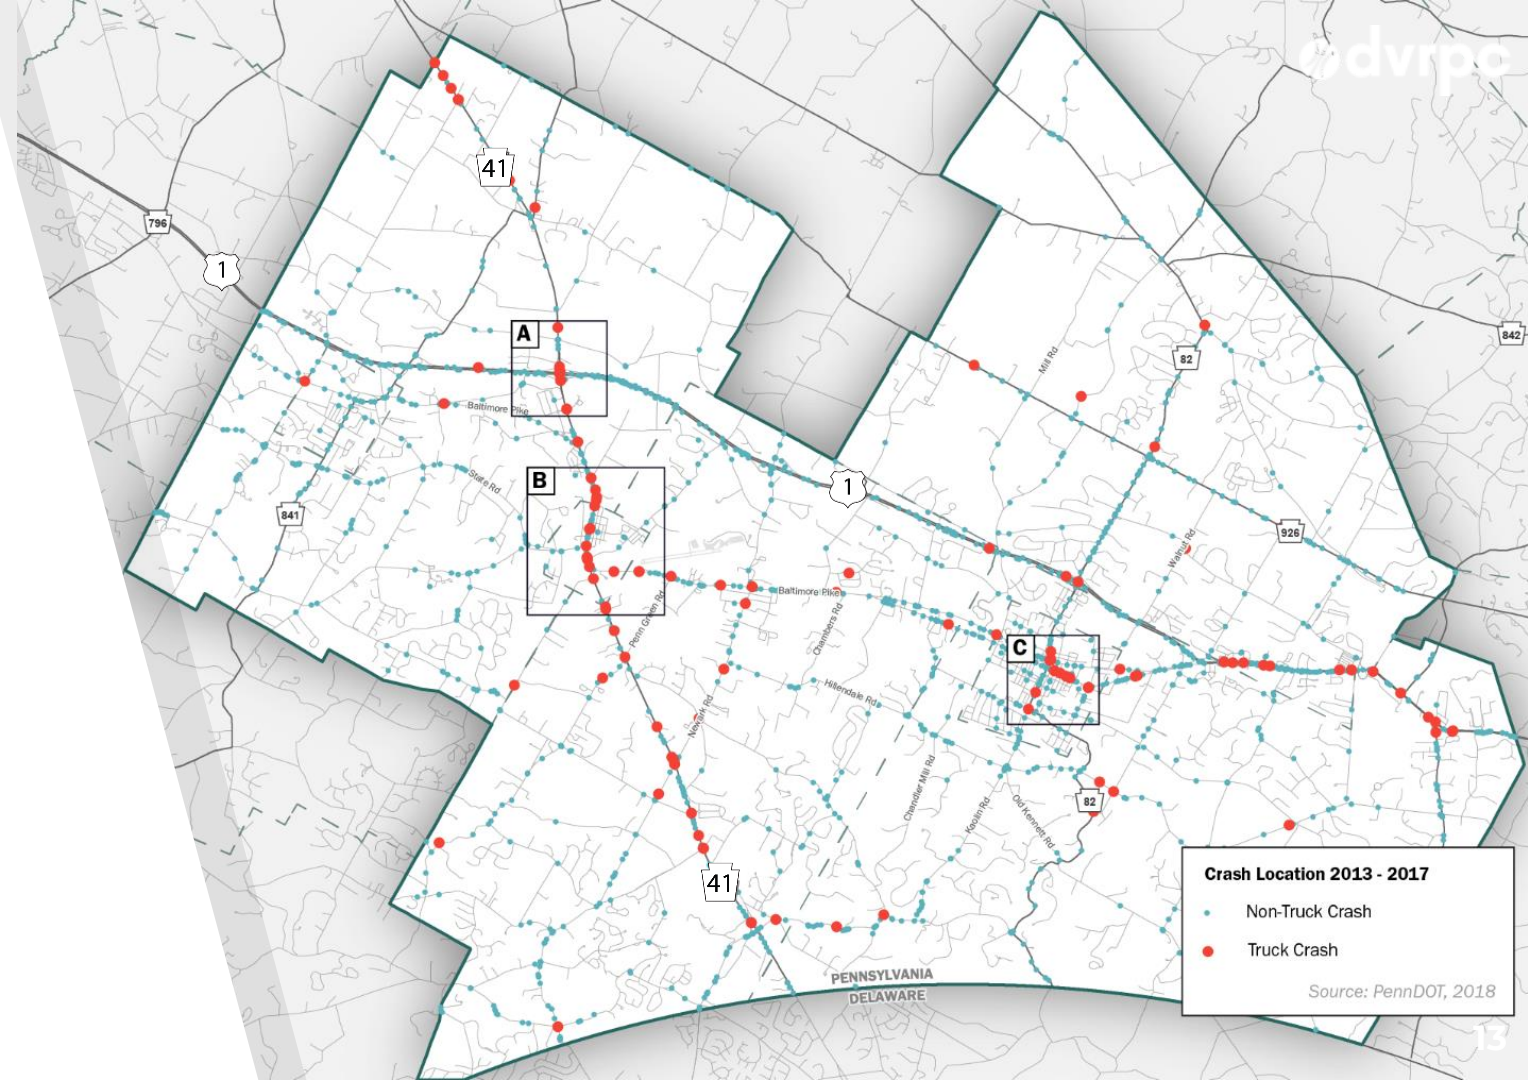 dvrpc
41
796
1
842
A
82
Mill Rd
Baltimore Pike
B
State Rd
1
841
926
Walnut Rd
Baltimore Pike
Penn Green Rd
Chambers Rd
C
Hillendale Rd
Newark Rd
Chandler Mill Rd
Kaolin Rd
Old Kennett Rd
82
41
Crash Location 2013 - 2017
Non-Truck Crash
Truck Crash
Source: PennDOT, 2018
PENNSYLVANIA
DELAWARE
13